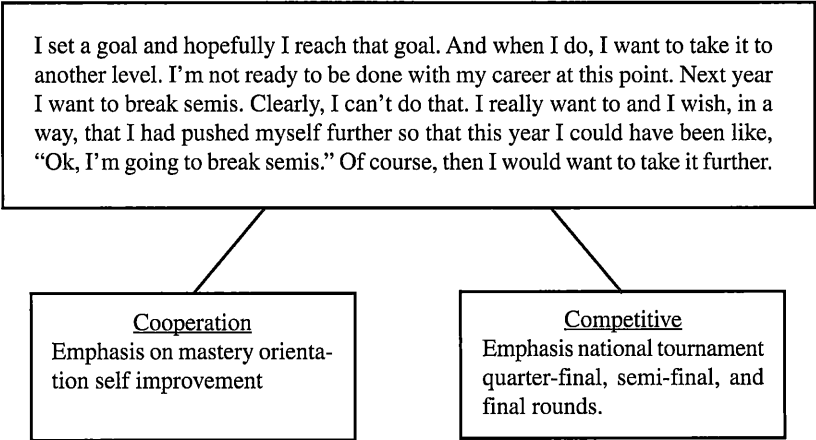 I set a goal and hopefully I reach that goal. And when I do, I want to take it to
another level. I'm not ready to be done with my career at this point. Next year
I want to break semis. Clearly, I can't do that. I really want to and I wish, in a
way, that I had pushed myself further so that this year I could have been like,
“Ok, I'm going to break semis.” Of course, then I would want to take it further.
Cooperation
Emphasis on mastery orienta-
tion self improvement
Competitive
Emphasis national tournament
quarter-final, semi-final, and
final rounds.